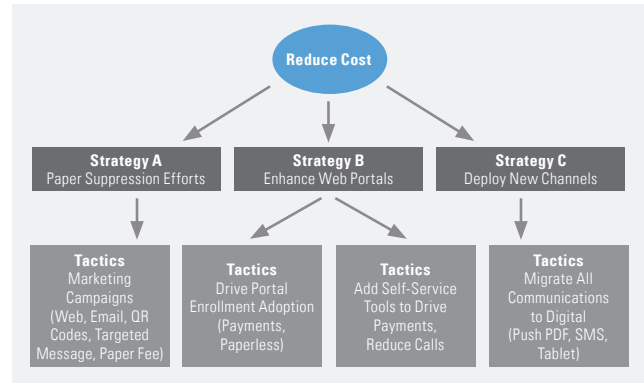 Reduce Cost
Strategy A
Paper Suppression Efforts
Strategy B
Enhance Web Portals
Strategy C
Deploy New Channels
Tactics
Marketing
Campaigns
(Web, Email, QR
Codes, Targeted
Message, Paper Fee)
Tactics
Drive Portal
Enrollment Adoption
(Payments,
Paperless)
Tactics
Add Self-Service
Tools to Drive
Payments,
Reduce Calls
Tactics
Migrate All
Communications
to Digital
(Push PDF, SMS,
Tablet)